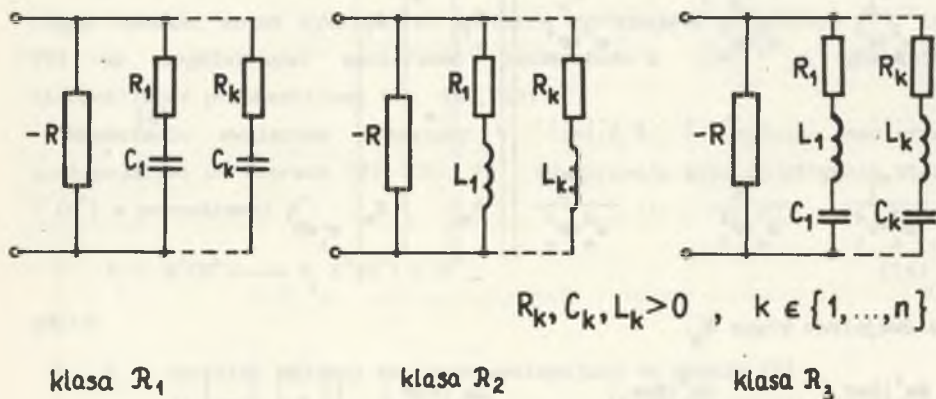 -R
R₁
C₁
Rₖ
Cₖ
-R
R₁
L₁
Rₖ
Lₖ
-R
R₁
L₁
C₁
Rₖ
Lₖ
Cₖ
Rₖ, Cₖ, Lₖ > 0 , k ∈ {1, ..., n}
klasa ℛ₁
klasa ℛ₂
klasa ℛ₃